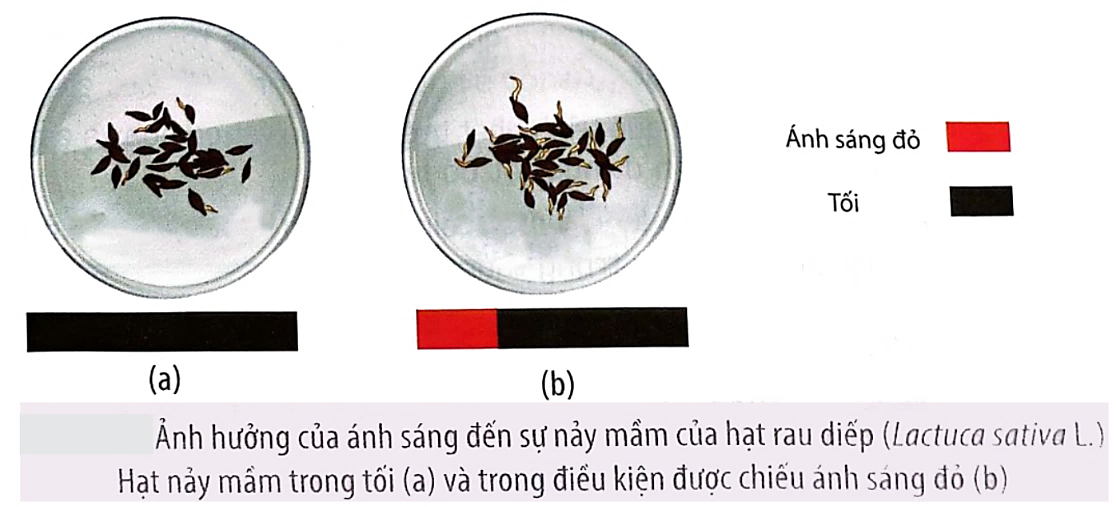 Ánh sáng đỏ
Tối
(a)
(b)
Ảnh hưởng của ánh sáng đến sự nảy mầm của hạt rau diếp (Lactuca sativa L.)
Hạt nảy mầm trong tối (a) và trong điều kiện được chiếu ánh sáng đỏ (b)